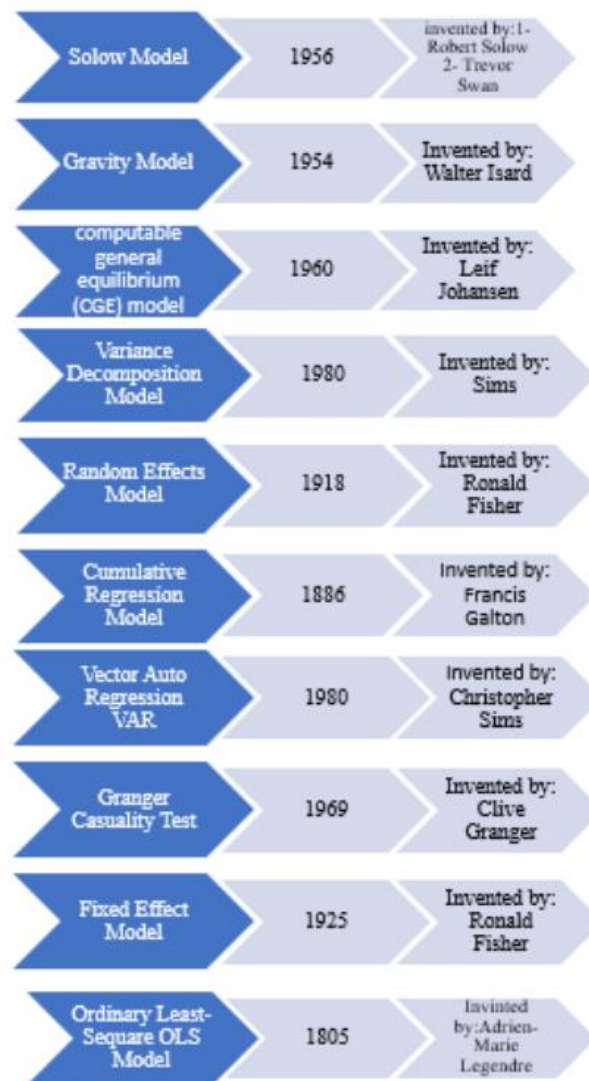 Solow Model
1956
invented by:1-
Robert Solow
2- Trevor
Swan
Gravity Model
1954
Invented by:
Walter Isard
computable
general
equilibrium
(CGE) model
1960
Invented by:
Leif
Johansen
Variance
Decomposition
Model
1980
Invented by:
Sims
Random Effects
Model
1918
Invented by:
Ronald
Fisher
Cumulative
Regression
Model
1886
Invented by:
Francis
Galton
Vector Auto
Regression
VAR
1980
Invented by:
Christopher
Sims
Granger
Casuality Test
1969
Invented by:
Clive
Granger
Fixed Effect
Model
1925
Invented by:
Ronald
Fisher
Ordinary Least-
Sequare OLS
Model
1805
Invinted
by:Adrien-
Marie
Legendre